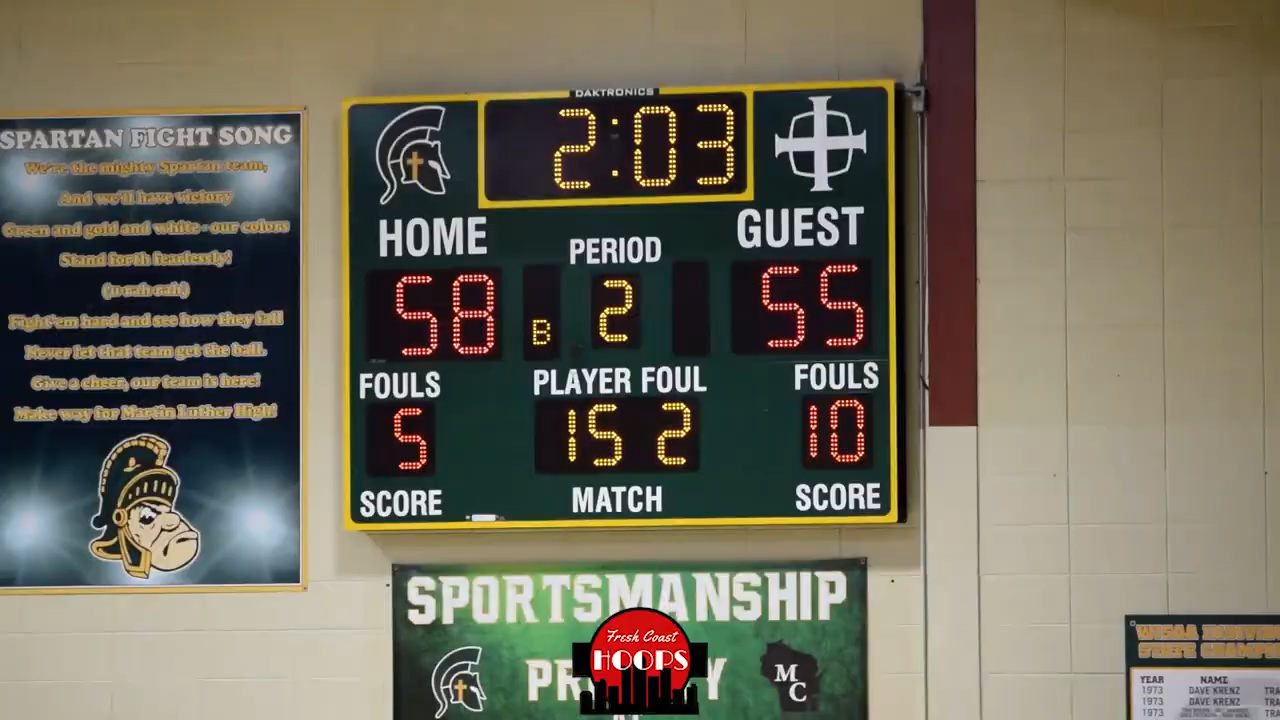 SPARTAN FIGHT SONG
We're the mighty Spartan team,
And we'll have victory
Green and gold and white - our colors
Stand forth fearlessly!
(u-rah-rah)
Fight'em hard and see how they fall
Never let that team get the ball.
Give a cheer, our team is here!
Make way for Martin Luther High!
DAKTRONICS
2:03
HOME
GUEST
PERIOD
58
B
2
55
FOULS
PLAYER FOUL
FOULS
5
15 2
10
SCORE
MATCH
SCORE
SPORTSMANSHIP
MC
Fresh Coast
HOOPS
STATE
YEAR NAME
1973 DAVE KRENZ
1973 DAVE KRENZ
1973